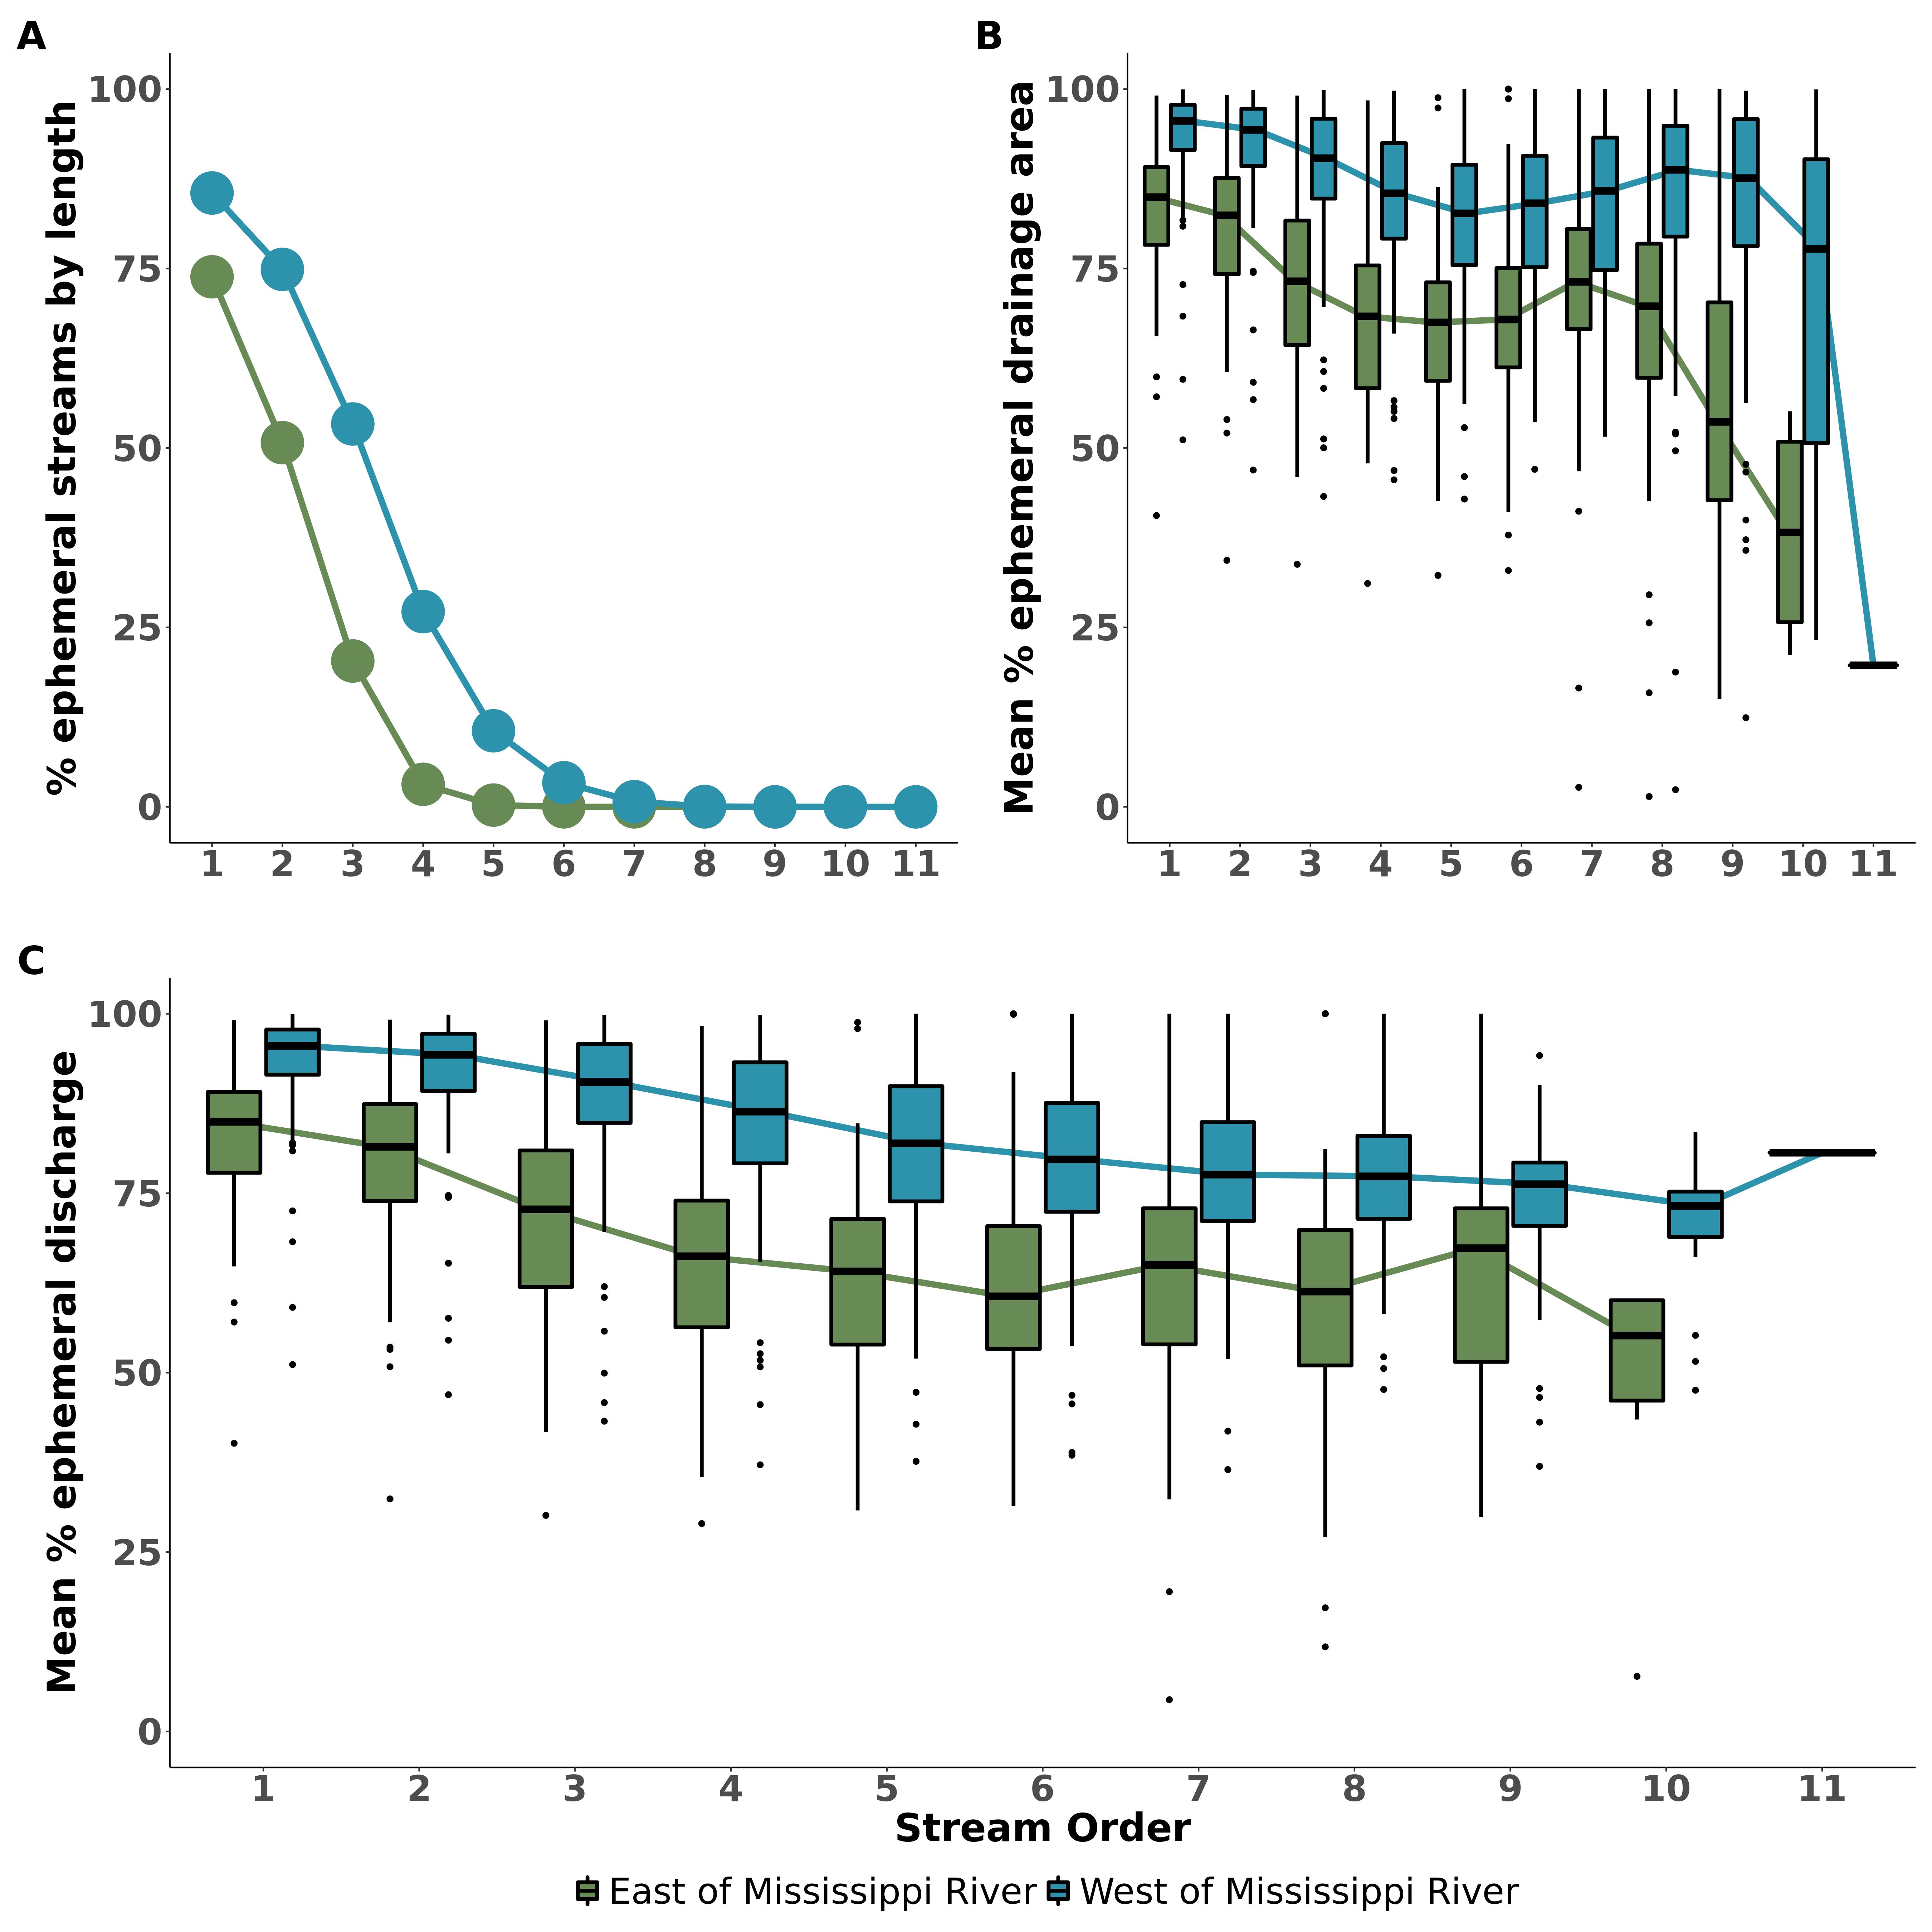 A
% ephemeral streams by length
100
75
50
25
0
1 2 3 4 5 6 7 8 9 10 11
B
Mean % ephemeral drainage area
100
75
50
25
0
1 2 3 4 5 6 7 8 9 10 11
C
Mean % ephemeral discharge
100
75
50
25
0
1 2 3 4 5 6 7 8 9 10 11
Stream Order
East of Mississippi River West of Mississippi River